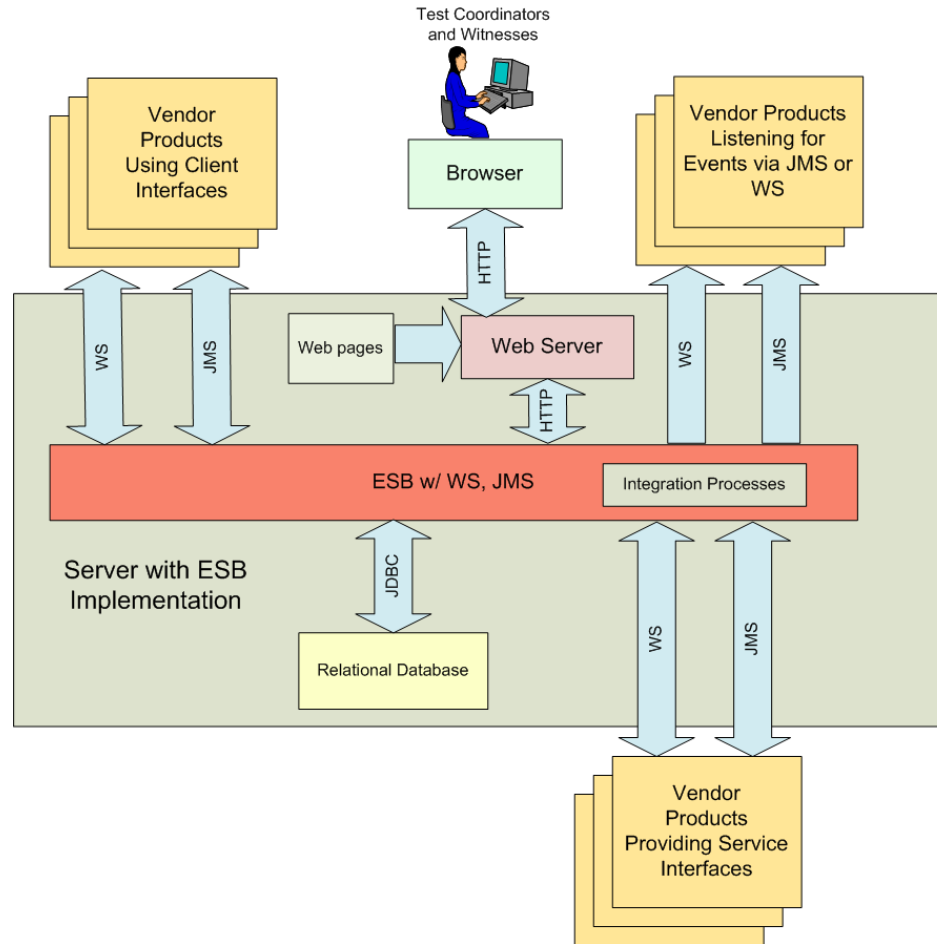 Test Coordinators
and Witnesses
Vendor
Products
Using Client
Interfaces
Browser
Vendor Products
Listening for
Events via JMS or
WS
HTTP
WS
JMS
Web pages
Web Server
WS
JMS
HTTP
ESB w/ WS, JMS
Integration Processes
Server with ESB
Implementation
JDBC
WS
JMS
Relational Database
Vendor
Products
Providing Service
Interfaces